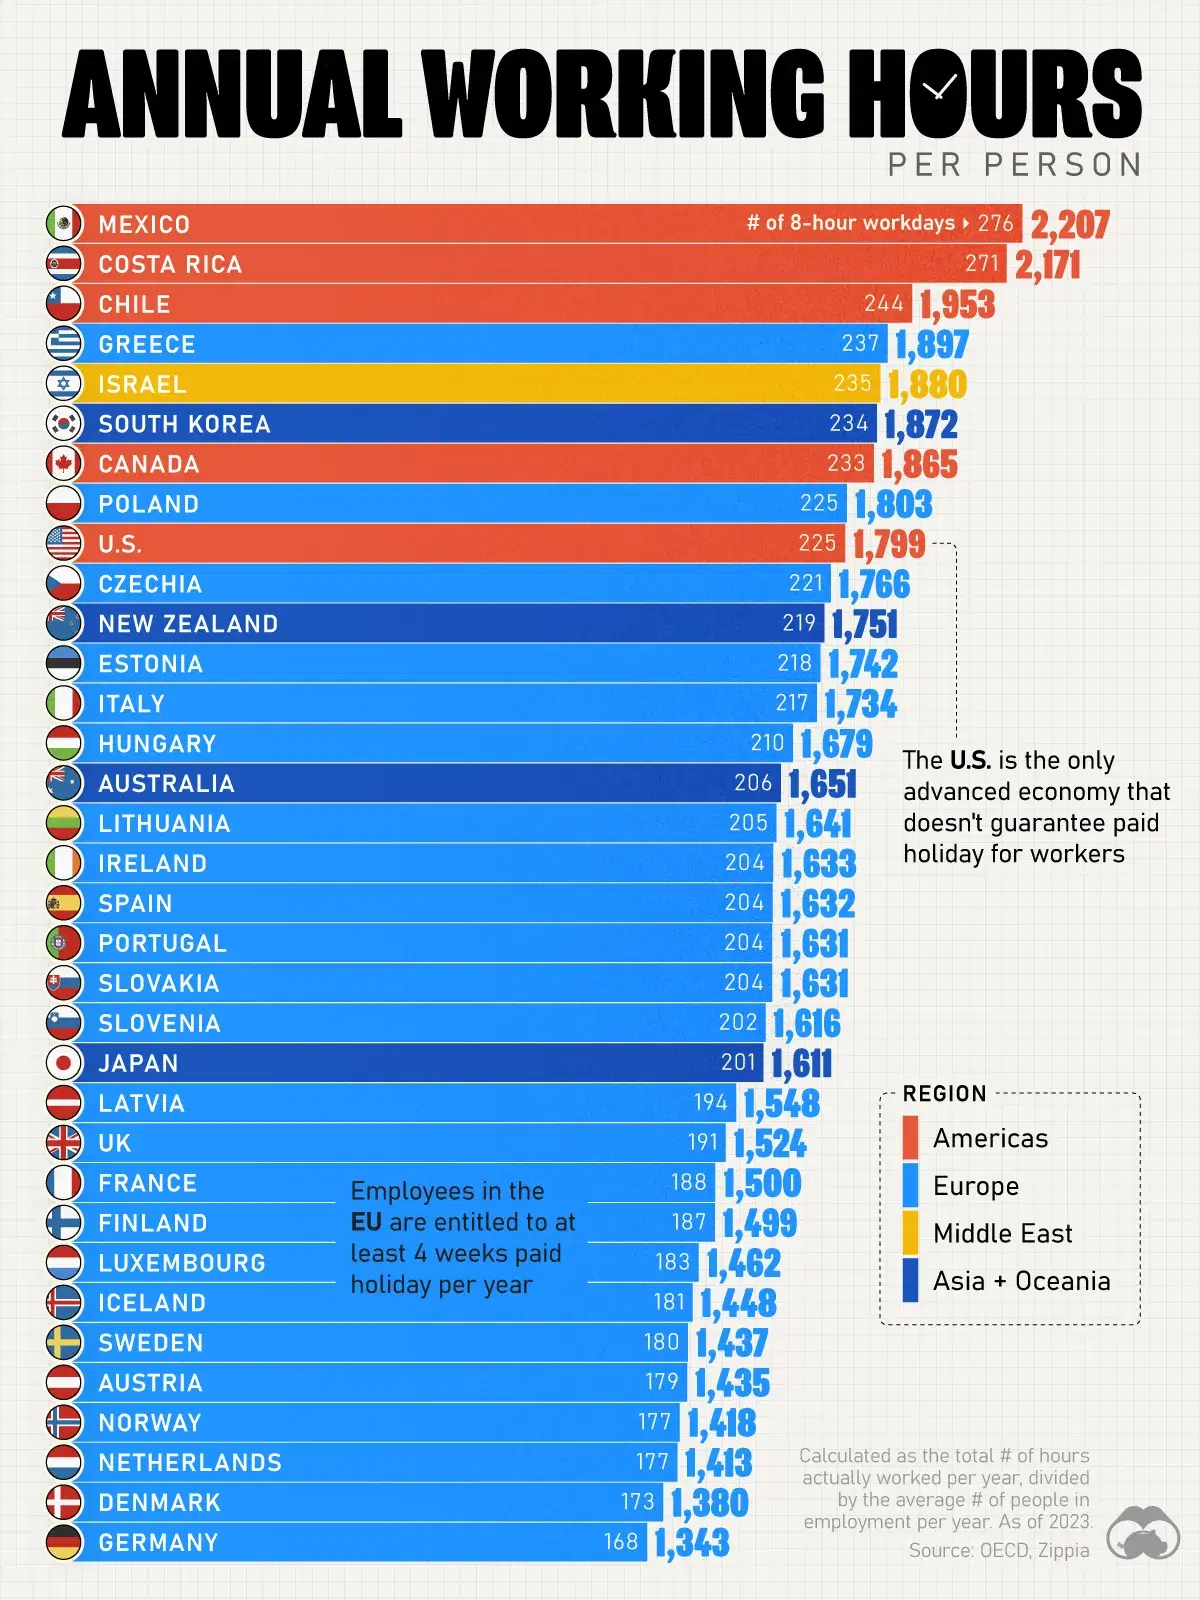 ANNUAL WORKING HOURS
PER PERSON
MEXICO # of 8-hour workdays 276 2,207
COSTA RICA 271 2,171
CHILE 244 1,953
GREECE 237 1,897
ISRAEL 235 1,880
SOUTH KOREA 234 1,872
CANADA 233 1,865
POLAND 225 1,803
U.S. 225 1,799
CZECHIA 221 1,766
NEW ZEALAND 219 1,751
ESTONIA 218 1,742
ITALY 217 1,734
HUNGARY 210 1,679
The U.S. is the only
advanced economy that
doesn't guarantee paid
holiday for workers
AUSTRALIA 206 1,651
LITHUANIA 205 1,641
IRELAND 204 1,633
SPAIN 204 1,632
PORTUGAL 204 1,631
SLOVAKIA 204 1,631
SLOVENIA 202 1,616
JAPAN 201 1,611
LATVIA 194 1,548
UK 191 1,524
FRANCE 188 1,500
FINLAND 187 1,499
LUXEMBOURG 183 1,462
ICELAND 181 1,448
Employees in the
EU are entitled to at
least 4 weeks paid
holiday per year
REGION
Americas
Europe
Middle East
Asia + Oceania
SWEDEN 180 1,437
AUSTRIA 179 1,435
NORWAY 177 1,418
NETHERLANDS 177 1,413
DENMARK 173 1,380
GERMANY 168 1,343
Calculated as the total # of hours
actually worked per year, divided
by the average # of people in
employment per year. As of 2023.
Source: OECD, Zippia